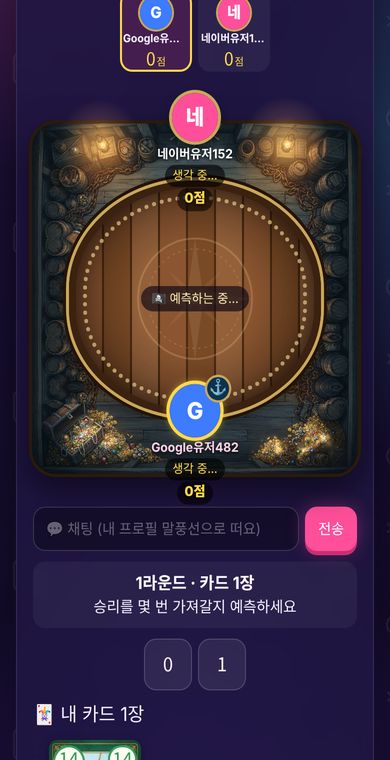 G
네
Google유...
네이버유저1...
0점
0점
네
네이버유저152
생각 중...
0점
🏴‍☠️ 예측하는 중...
G
Google유저482
생각 중...
0점
💬 채팅 (내 프로필 말풍선으로 떠요)
전송
1라운드 · 카드 1장
승리를 몇 번 가져갈지 예측하세요
0
1
🃏 내 카드 1장
14
14